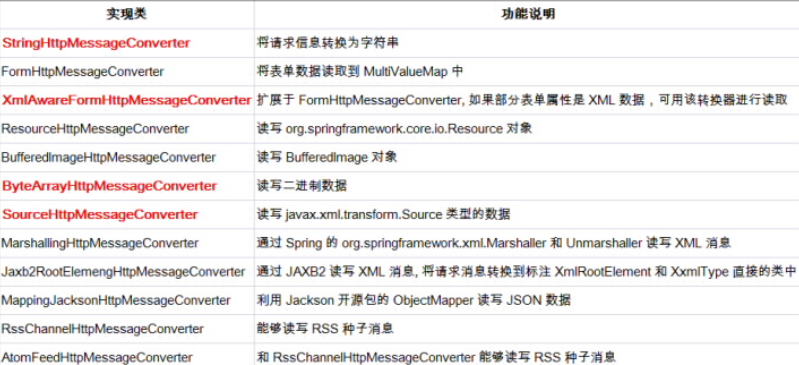 实现类 功能说明
StringHttpMessageConverter 将请求信息转换为字符串
FormHttpMessageConverter 将表单数据读取到 MultiValueMap 中
XmlAwareFormHttpMessageConverter 扩展于 FormHttpMessageConverter, 如果部分表单属性是 XML 数据，可用该转换器进行读取
ResourceHttpMessageConverter 读写 org.springframework.core.io.Resource 对象
BufferedImageHttpMessageConverter 读写 BufferedImage 对象
ByteArrayHttpMessageConverter 读写二进制数据
SourceHttpMessageConverter 读写 javax.xml.transform.Source 类型的数据
MarshallingHttpMessageConverter 通过 Spring 的 org.springframework.xml.Marshaller 和 Unmarshaller 读写 XML 消息
Jaxb2RootElemengHttpMessageConverter 通过 JAXB2 读写 XML 消息, 将请求消息转换到标注 XmlRootElement 和 XxmlType 直接的类中
MappingJacksonHttpMessageConverter 利用 Jackson 开源包的 ObjectMapper 读写 JSON 数据
RssChannelHttpMessageConverter 能够读写 RSS 种子消息
AtomFeedHttpMessageConverter 和 RssChannelHttpMessageConverter 能够读写 RSS 种子消息